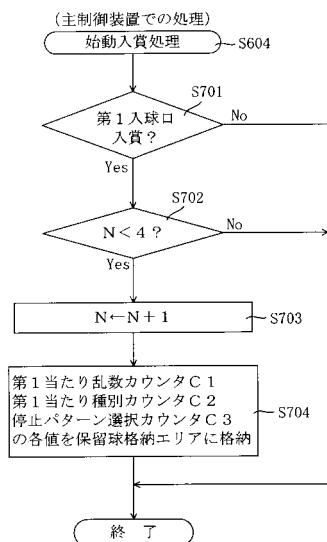 (主制御装置での処理)
始動入賞処理
S604
第1入球口
入賞？
S701
No
Yes
N＜4？
S702
No
Yes
N←N＋1
S703
第1当たり乱数カウンタC1
第1当たり種別カウンタC2
停止パターン選択カウンタC3
の各値を保留球格納エリアに格納
S704
終　了